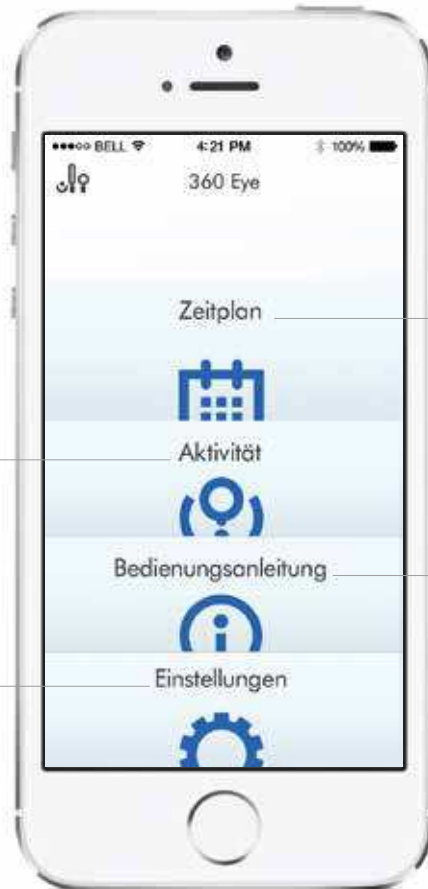 ●●●○○ BELL 4:21 PM 100%
360 Eye
Zeitplan
Aktivität
Bedienungsanleitung
Einstellungen